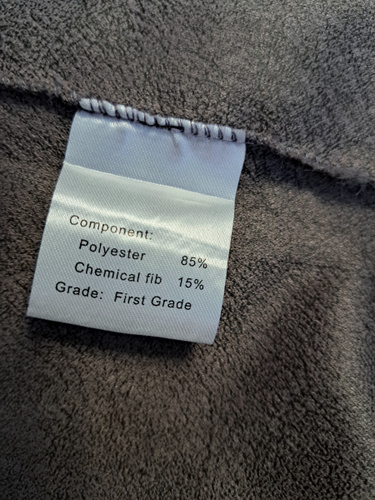 Component:
Polyester 85%
Chemical fib 15%
Grade: First Grade